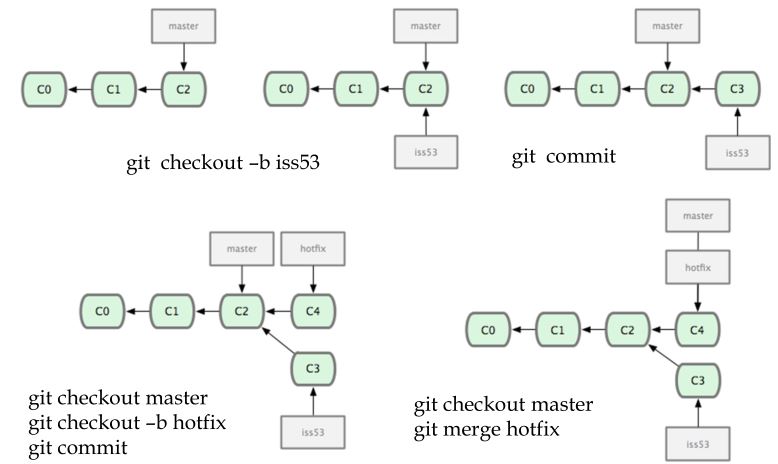 master
C0
C1
C2
master
C0
C1
C2
iss53
git checkout –b iss53
master
C0
C1
C2
C3
iss53
git commit
master
hotfix
C0
C1
C2
C4
C3
iss53
git checkout master
git checkout –b hotfix
git commit
master
hotfix
C0
C1
C2
C4
C3
iss53
git checkout master
git merge hotfix